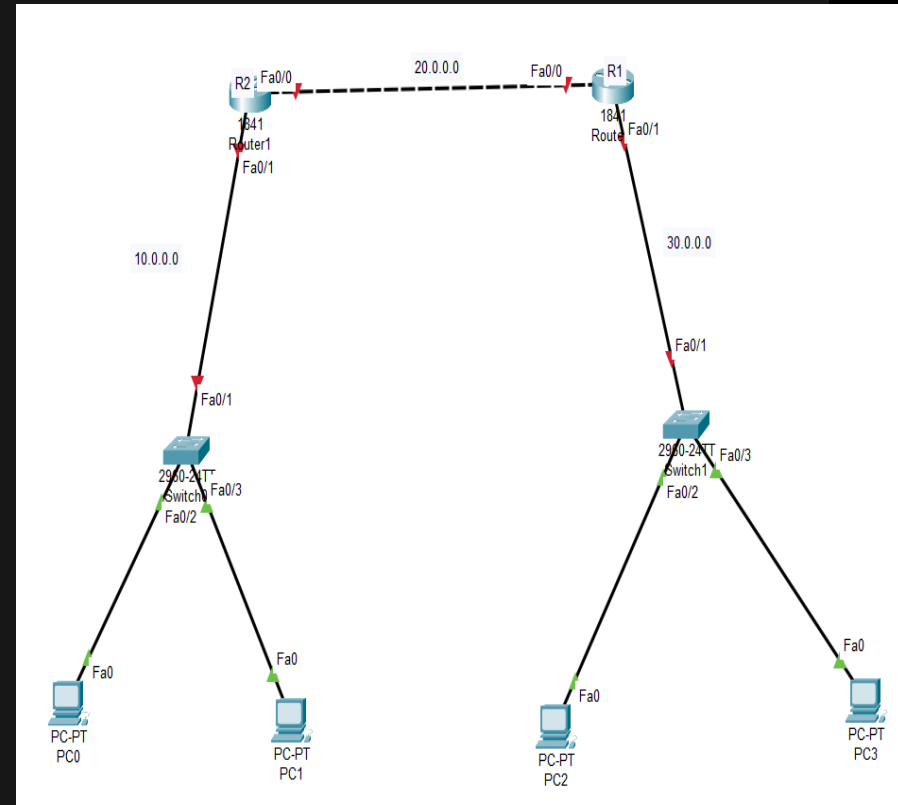 20.0.0.0
R2
Fa0/0
Fa0/0
R1
1841
Router1
Fa0/1
1841
Route
Fa0/1
10.0.0.0
30.0.0.0
Fa0/1
Fa0/1
2960-24TT
Switch0
Fa0/3
Fa0/2
2960-24TT
Switch1
Fa0/3
Fa0/2
Fa0
Fa0
Fa0
Fa0
PC-PT
PC0
PC-PT
PC1
PC-PT
PC2
PC-PT
PC3